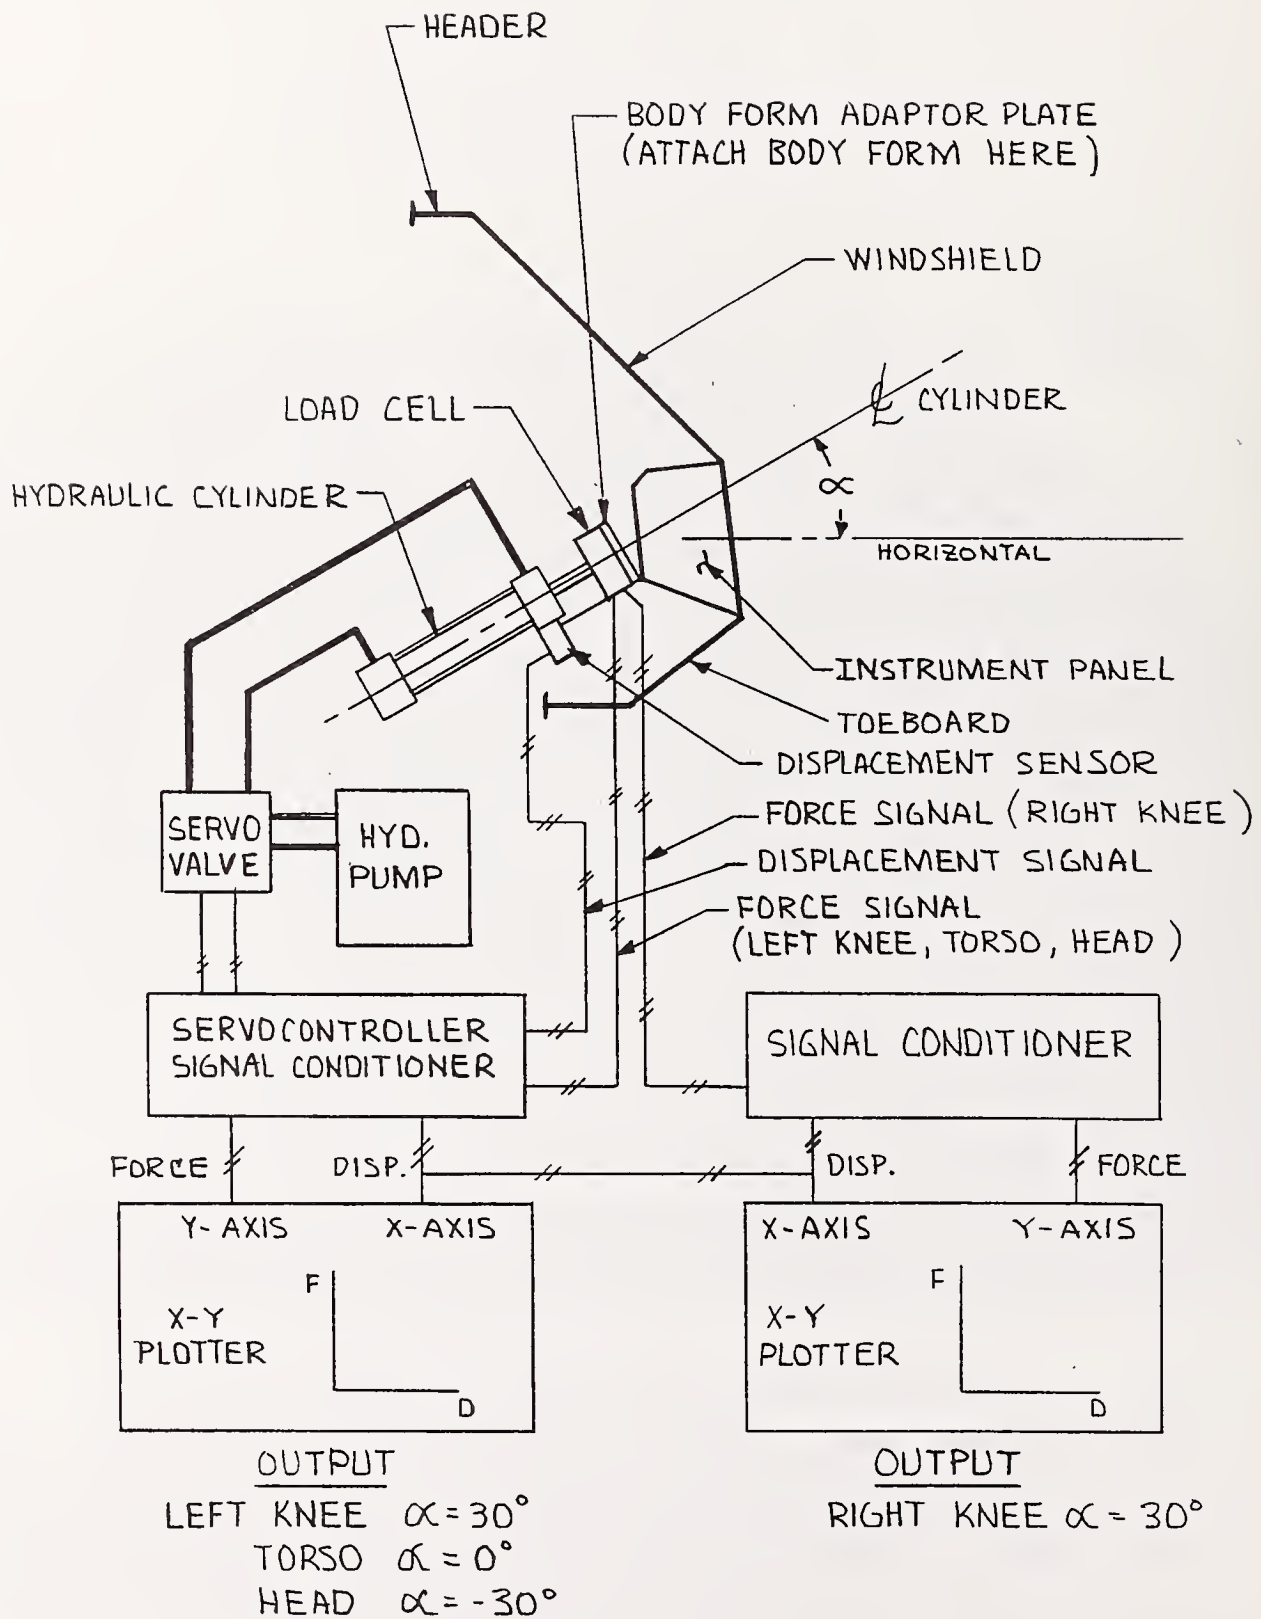 HEADER
BODY FORM ADAPTOR PLATE
(ATTACH BODY FORM HERE)
WINDSHIELD
℄ CYLINDER
LOAD CELL
α
HYDRAULIC CYLINDER
HORIZONTAL
INSTRUMENT PANEL
TOEBOARD
DISPLACEMENT SENSOR
FORCE SIGNAL (RIGHT KNEE)
DISPLACEMENT SIGNAL
FORCE SIGNAL
(LEFT KNEE, TORSO, HEAD)
SERVO
VALVE
HYD.
PUMP
SERVOCONTROLLER
SIGNAL CONDITIONER
SIGNAL CONDITIONER
FORCE
DISP.
DISP.
FORCE
Y-AXIS
X-AXIS
F
X-Y
PLOTTER
D
X-AXIS
Y-AXIS
F
X-Y
PLOTTER
D
OUTPUT
LEFT KNEE α=30°
TORSO α=0°
HEAD α=-30°
OUTPUT
RIGHT KNEE α=30°